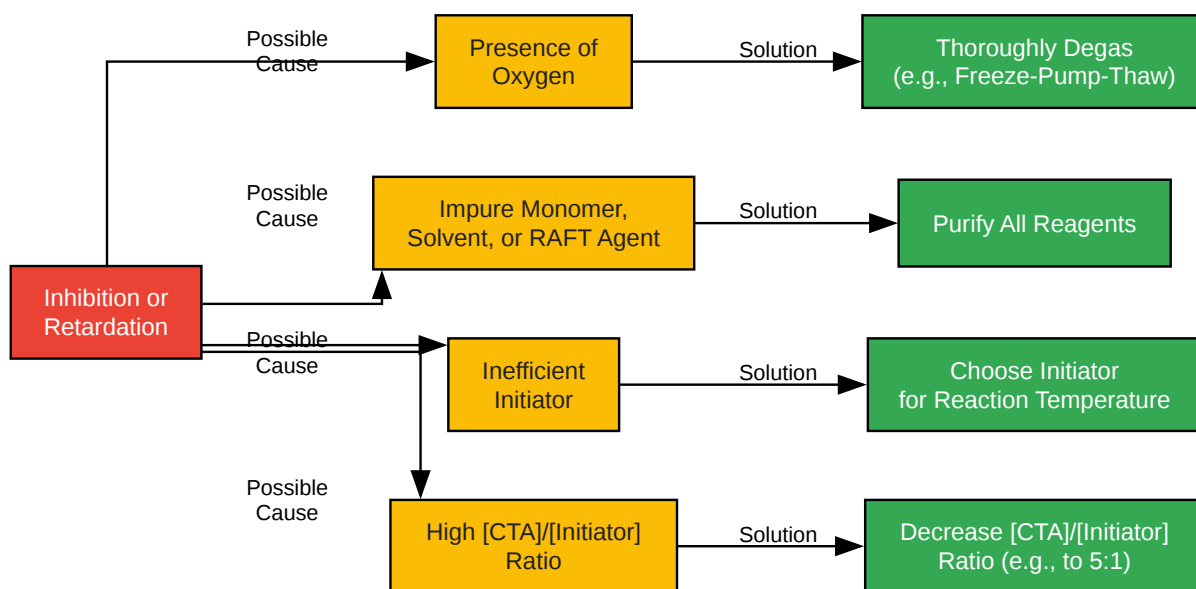 Possible
Cause
Presence of
Oxygen
Solution
Thoroughly Degas
(e.g., Freeze-Pump-Thaw)
Possible
Cause
Impure Monomer,
Solvent, or RAFT Agent
Solution
Purify All Reagents
Inhibition or
Retardation
Possible
Cause
Inefficient
Initiator
Solution
Choose Initiator
for Reaction Temperature
Possible
Cause
High [CTA]/[Initiator]
Ratio
Solution
Decrease [CTA]/[Initiator]
Ratio (e.g., to 5:1)